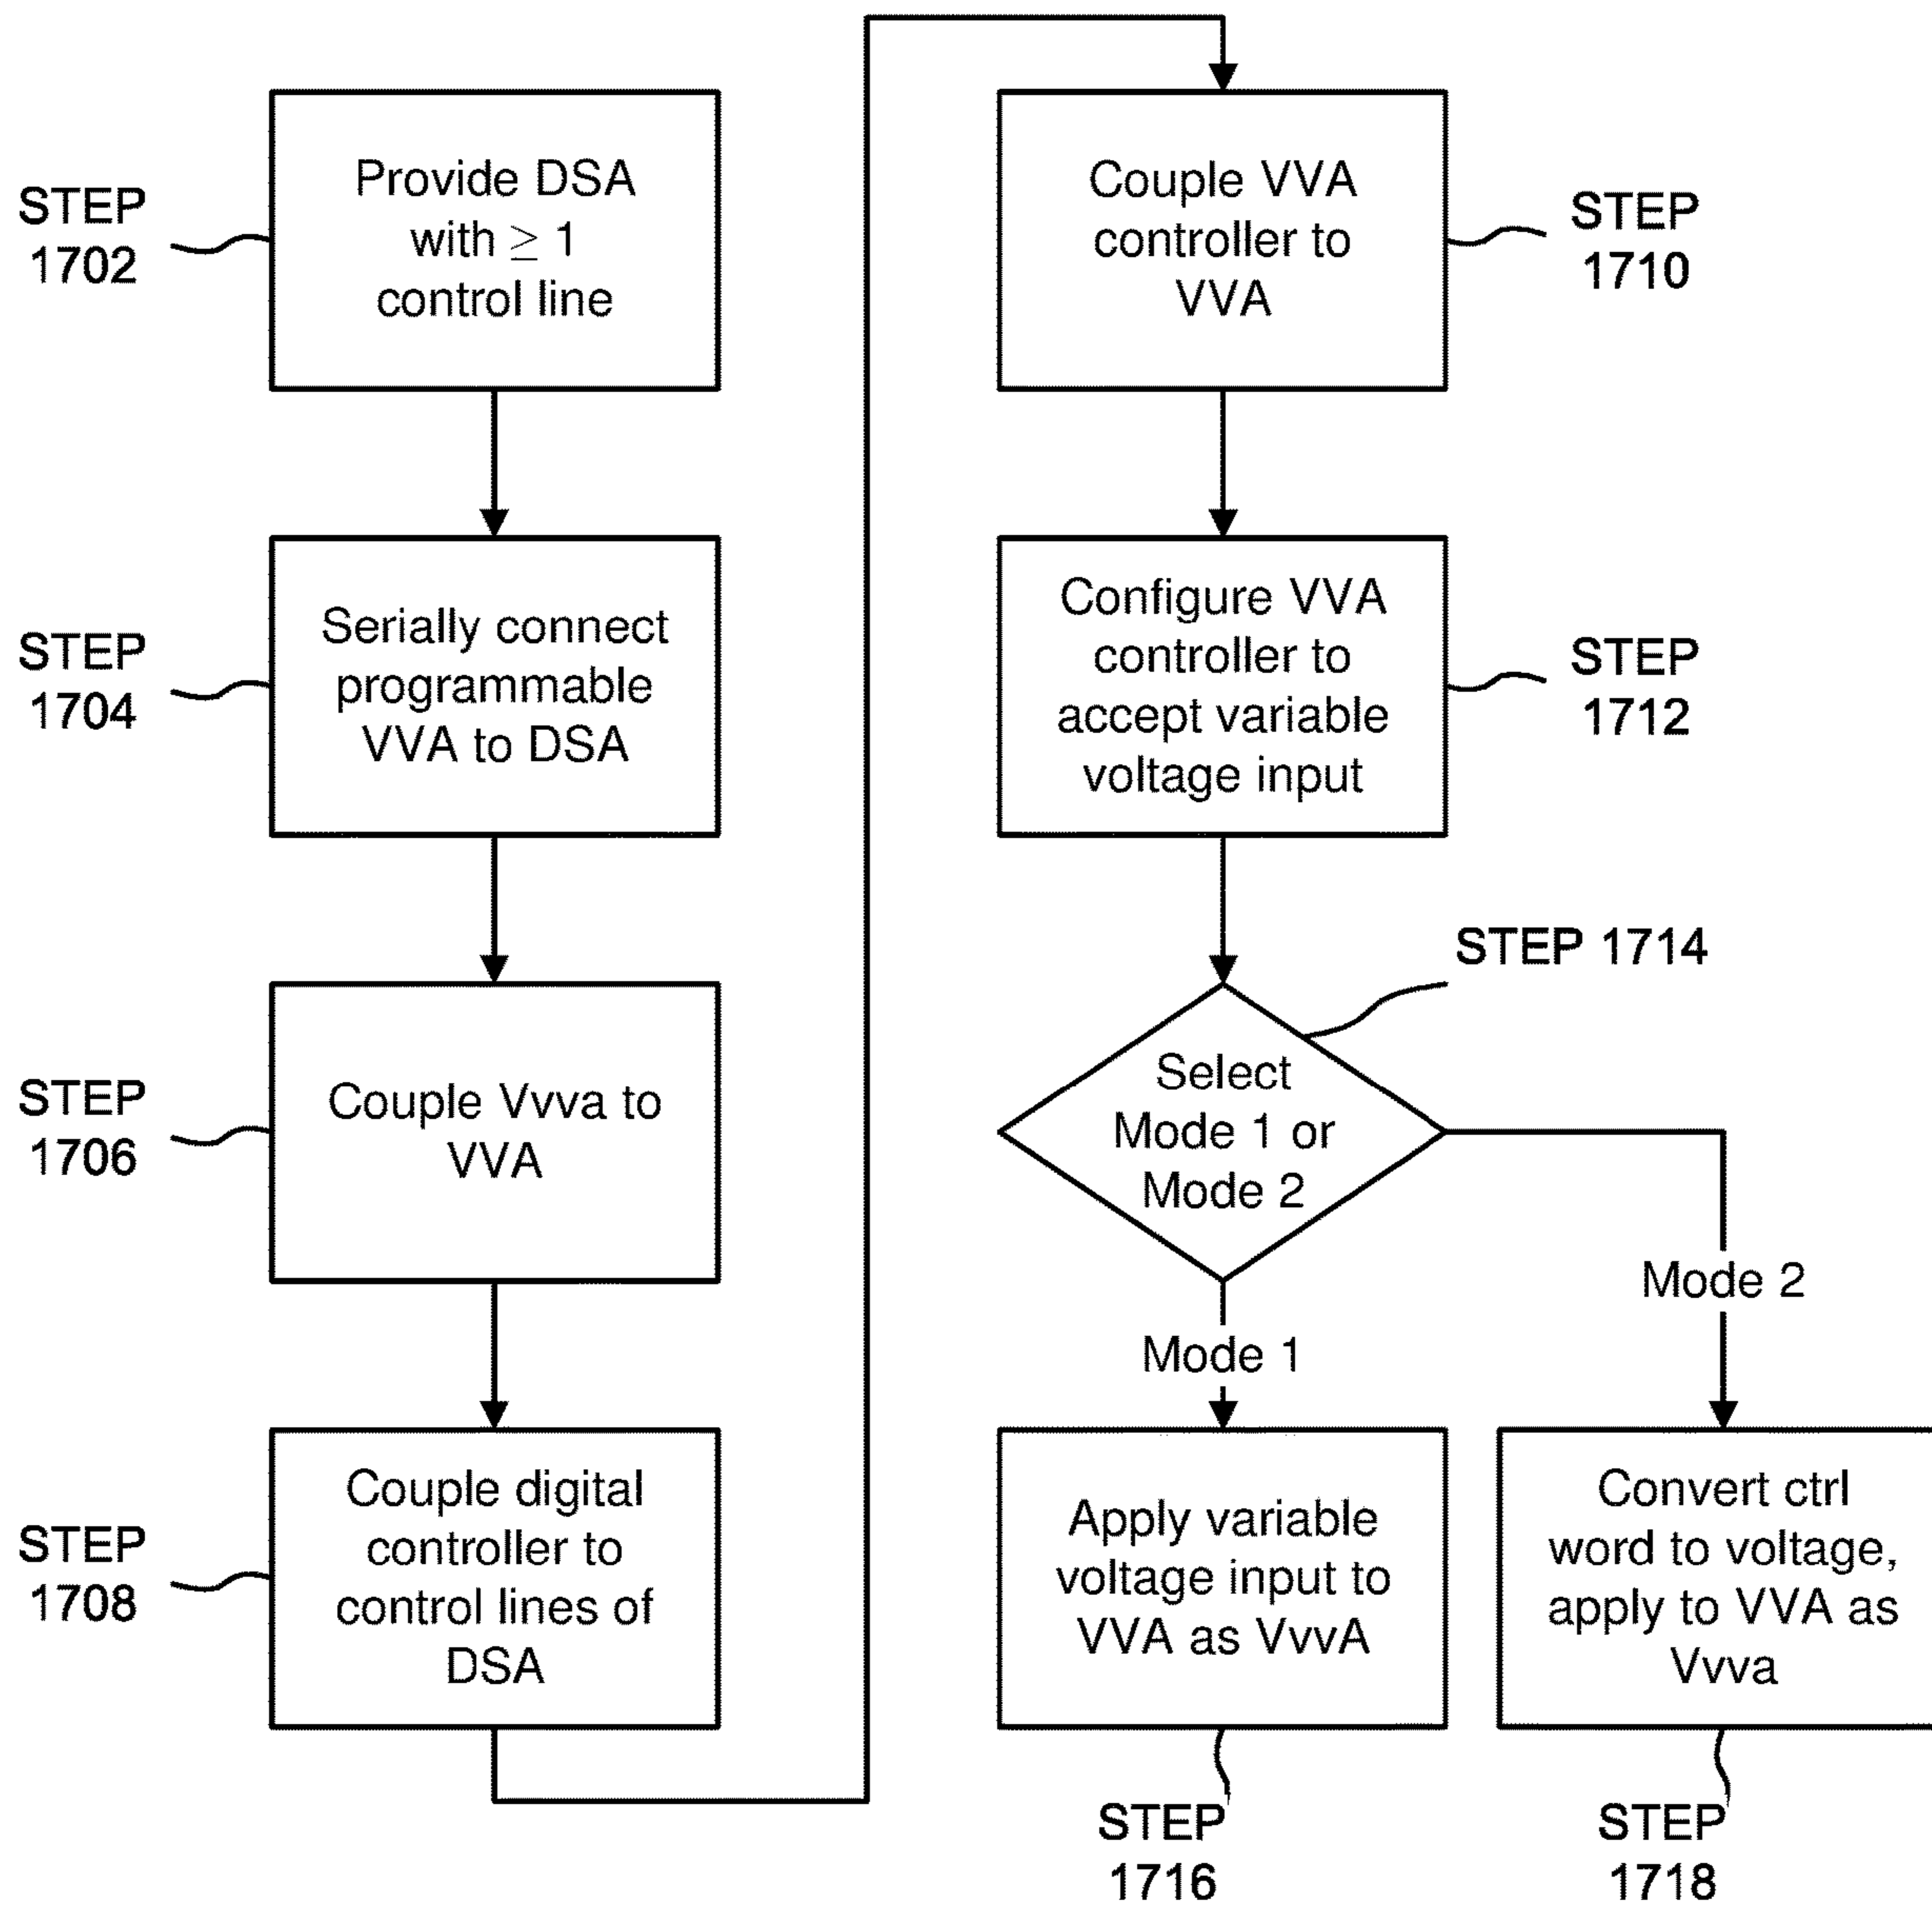 STEP
1702
Provide DSA
with ≥ 1
control line
STEP
1704
Serially connect
programmable
VVA to DSA
STEP
1706
Couple Vvva to
VVA
STEP
1708
Couple digital
controller to
control lines of
DSA
Couple VVA
controller to
VVA
STEP
1710
Configure VVA
controller to
accept variable
voltage input
STEP
1712
STEP 1714
Select
Mode 1 or
Mode 2
Mode 2
Mode 1
Apply variable
voltage input to
VVA as VvvA
STEP
1716
Convert ctrl
word to voltage,
apply to VVA as
Vvva
STEP
1718